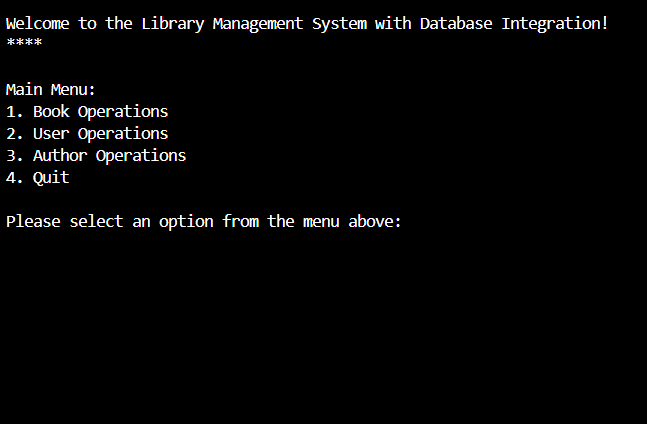 Welcome to the Library Management System with Database Integration!
****
Main Menu:
1. Book Operations
2. User Operations
3. Author Operations
4. Quit
Please select an option from the menu above: